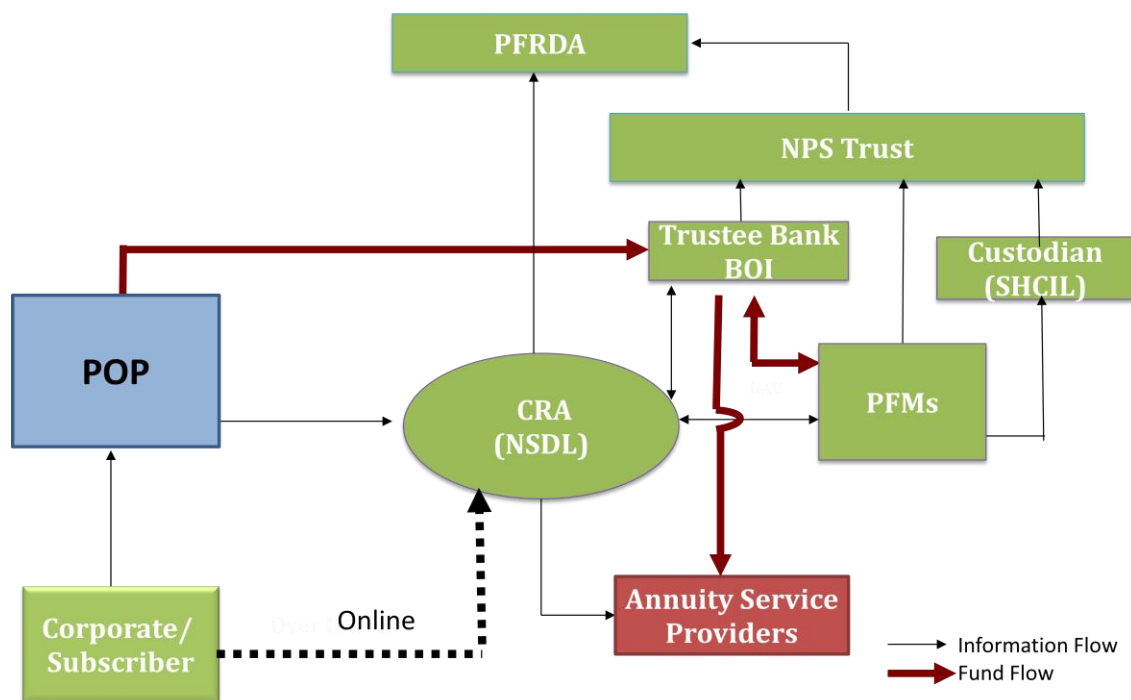 PFRDA
NPS Trust
Trustee Bank
BOI
Custodian
(SHCIL)
POP
CRA
(NSDL)
PFMs
Corporate/
Subscriber
Online
Annuity Service
Providers
Information Flow
Fund Flow